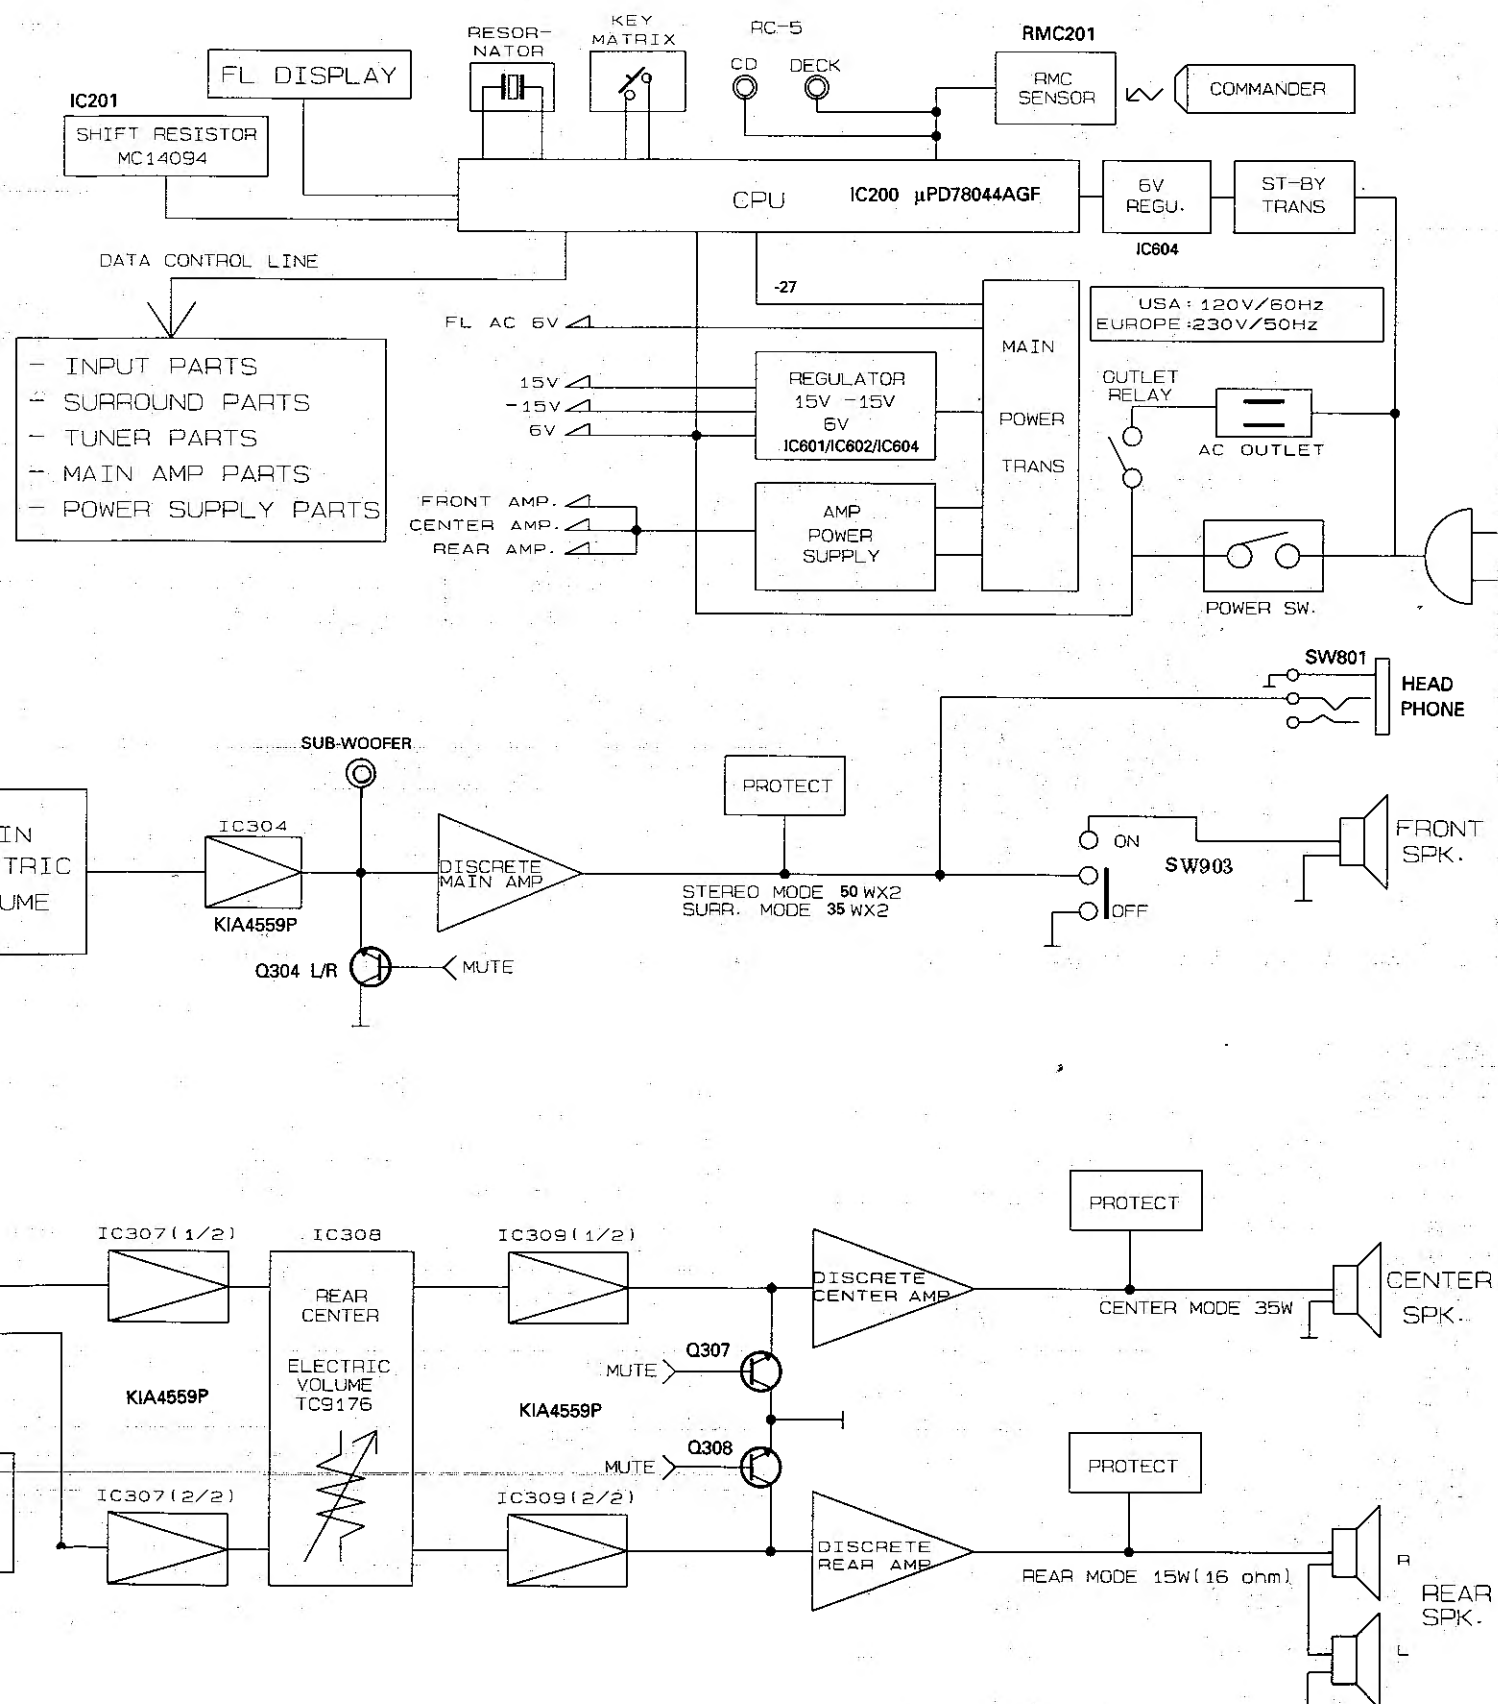 RESOR-
NATOR
KEY
MATRIX
RC-5
CD
DECK
RMC201
RMC
SENSOR
COMMANDER
FL DISPLAY
IC201
SHIFT RESISTOR
MC14094
CPU
IC200 µPD78044AGF
6V
REGU.
IC604
ST-BY
TRANS
DATA CONTROL LINE
- INPUT PARTS
- SURROUND PARTS
- TUNER PARTS
- MAIN AMP PARTS
- POWER SUPPLY PARTS
-27
FL AC 6V
15V
-15V
6V
REGULATOR
15V -15V
6V
IC601/IC602/IC604
MAIN
POWER
TRANS
USA: 120V/60Hz
EUROPE:230V/50Hz
OUTLET
RELAY
AC OUTLET
FRONT AMP.
CENTER AMP.
REAR AMP.
AMP
POWER
SUPPLY
POWER SW.
SW801
HEAD
PHONE
SUB-WOOFER
PROTECT
IN
TRIC
UME
IC304
KIA4559P
DISCRETE
MAIN AMP
STEREO MODE 50 WX2
SURR. MODE 35 WX2
ON
OFF
SW903
FRONT
SPK.
Q304 L/R
MUTE
IC307(1/2)
IC308
IC309(1/2)
REAR
CENTER
ELECTRIC
VOLUME
TC9176
KIA4559P
KIA4559P
DISCRETE
CENTER AMP
PROTECT
CENTER MODE 35W
CENTER
SPK.
Q307
MUTE
Q308
MUTE
IC307(2/2)
IC309(2/2)
DISCRETE
REAR AMP
PROTECT
REAR MODE 15W(16 ohm)
R
REAR
SPK.
L